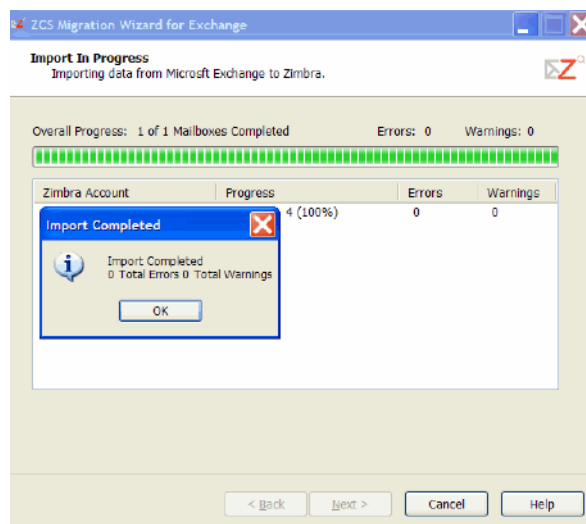 ZCS Migration Wizard for Exchange
Import In Progress
Importing data from Microsft Exchange to Zimbra.
Overall Progress: 1 of 1 Mailboxes Completed Errors: 0 Warnings: 0
Zimbra Account Progress Errors Warnings
4 (100%) 0 0
Import Completed
Import Completed
0 Total Errors 0 Total Warnings
OK
< Back Next > Cancel Help